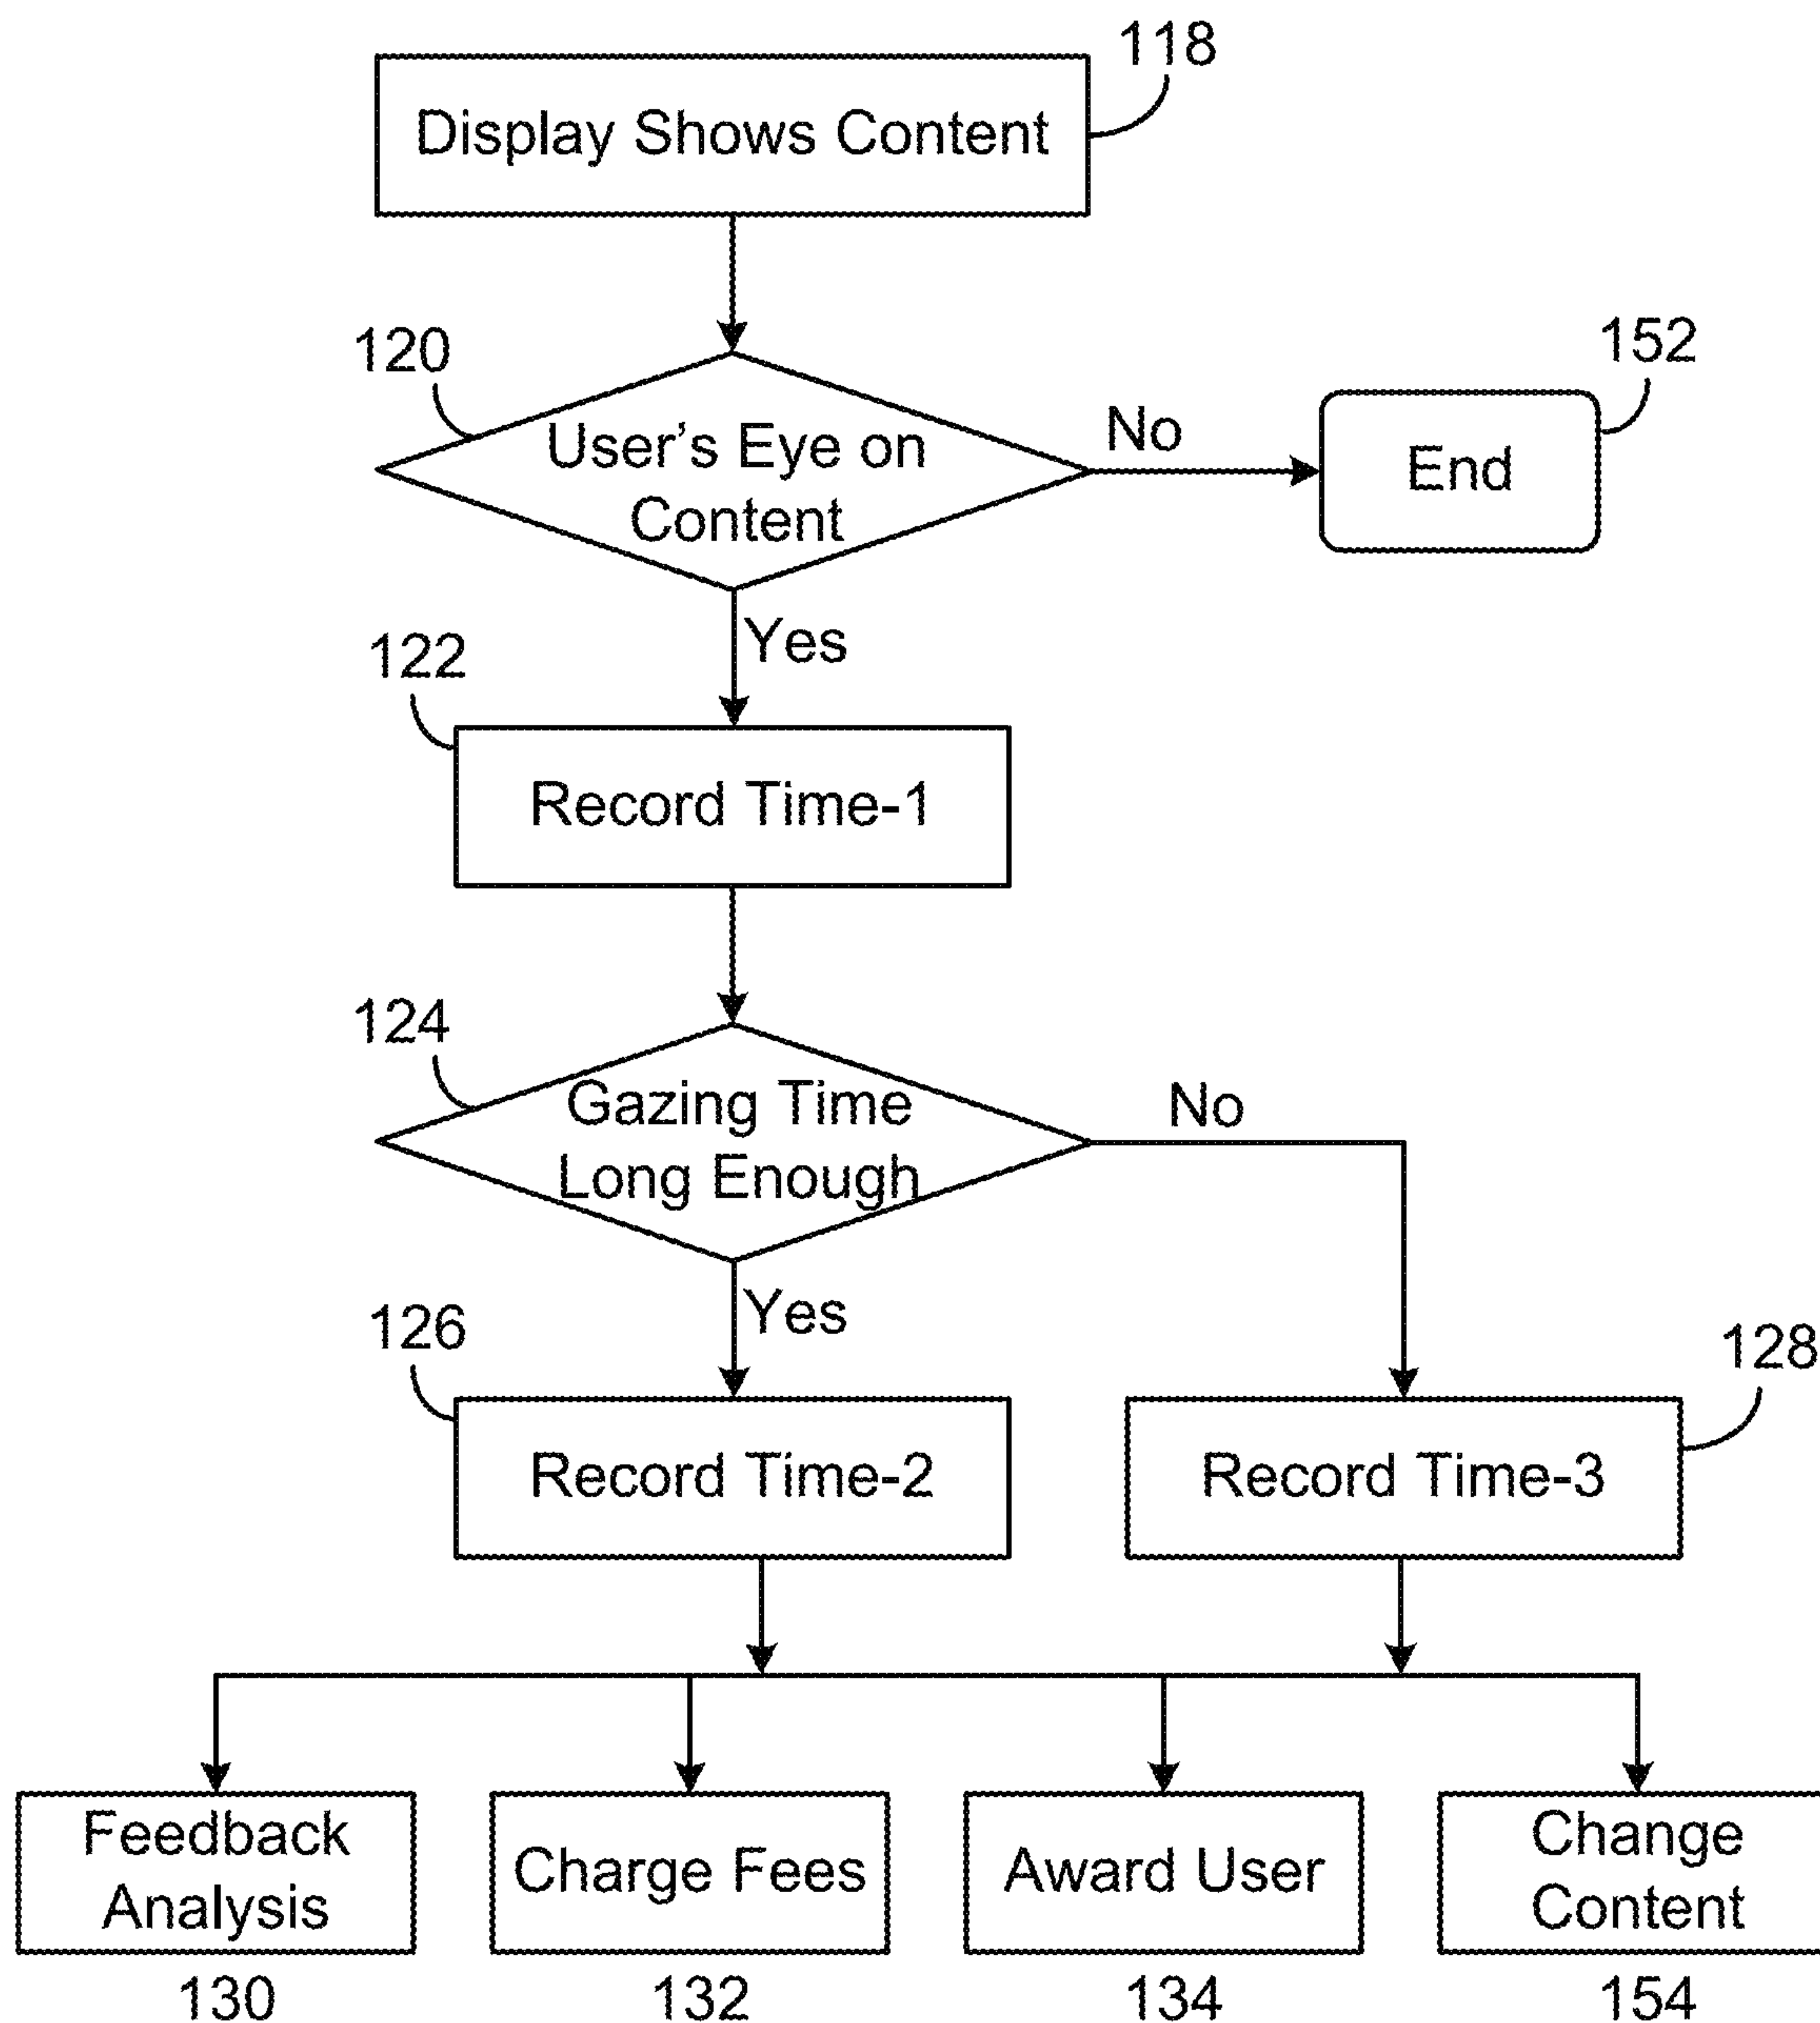 118
Display Shows Content
120
152
User's Eye on
Content
No
End
Yes
122
Record Time-1
124
Gazing Time
Long Enough
No
Yes
126
128
Record Time-2
Record Time-3
Feedback
Analysis
Charge Fees
Award User
Change
Content
130
132
134
154